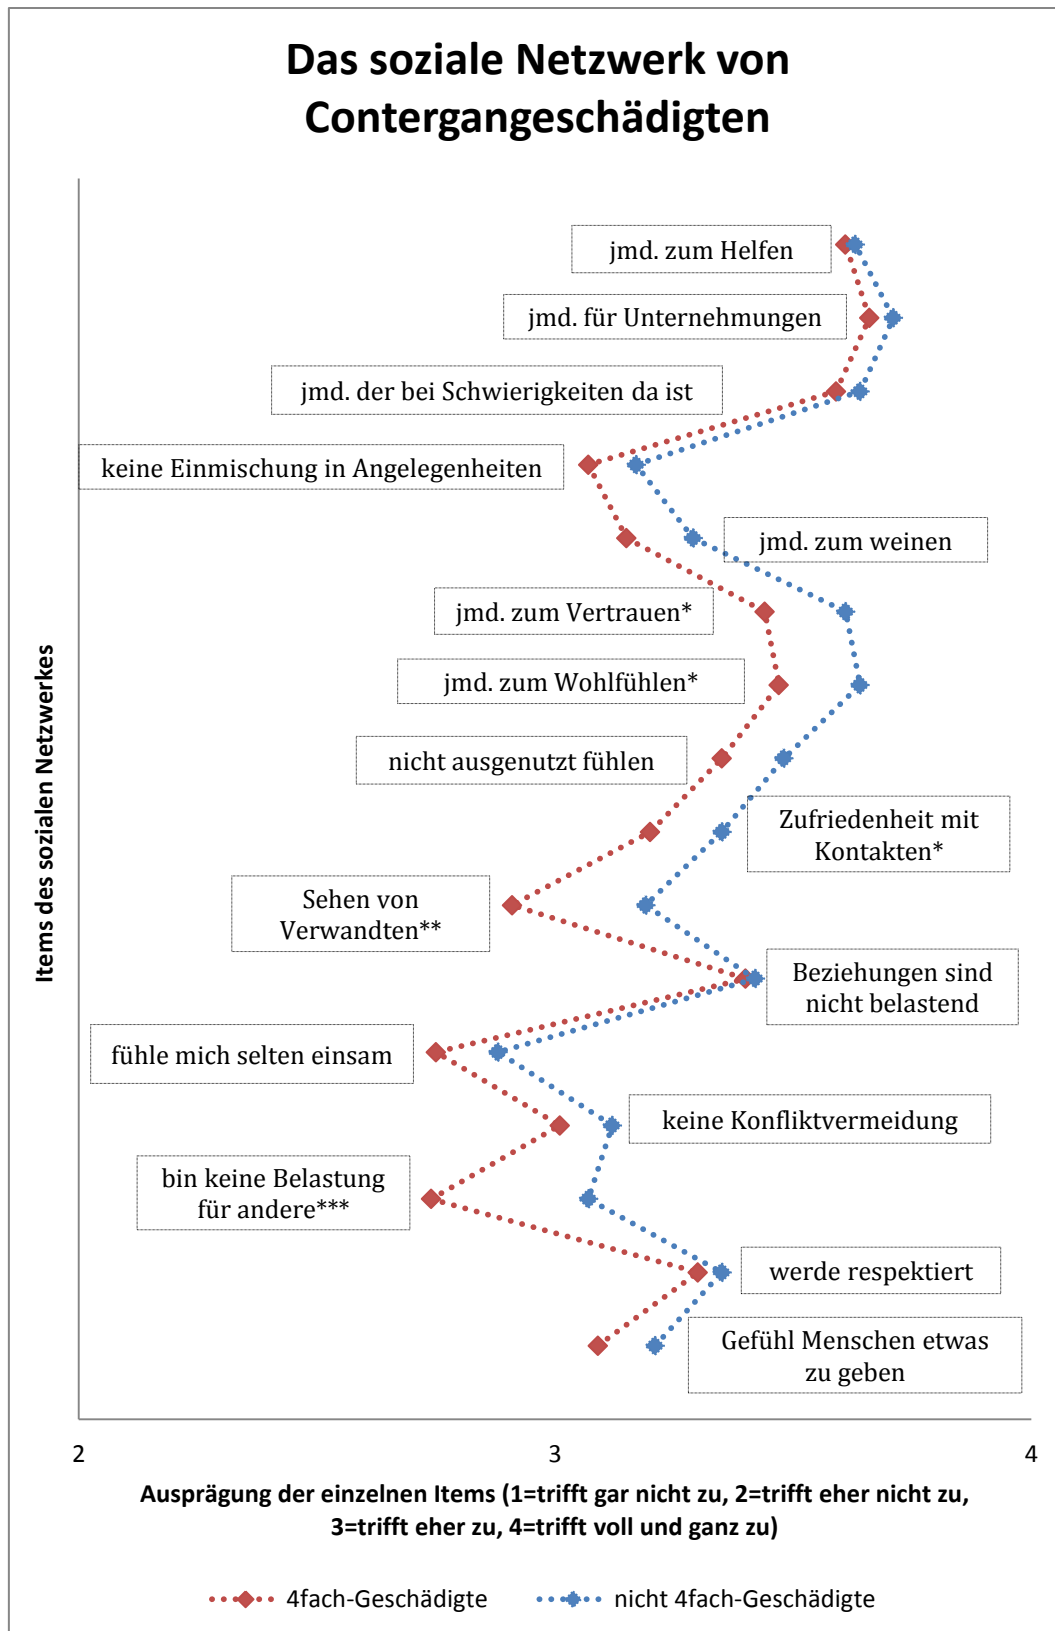 Das soziale Netzwerk von
Contergangeschädigten
jmd. zum Helfen
jmd. für Unternehmungen
jmd. der bei Schwierigkeiten da ist
keine Einmischung in Angelegenheiten
jmd. zum weinen
jmd. zum Vertrauen*
jmd. zum Wohlfühlen*
nicht ausgenutzt fühlen
Zufriedenheit mit
Kontakten*
Sehen von
Verwandten**
Beziehungen sind
nicht belastend
fühle mich selten einsam
keine Konfliktvermeidung
bin keine Belastung
für andere***
werde respektiert
Gefühl Menschen etwas
zu geben
Items des sozialen Netzwerkes
2 3 4
Ausprägung der einzelnen Items (1=trifft gar nicht zu, 2=trifft eher nicht zu,
3=trifft eher zu, 4=trifft voll und ganz zu)
4fach-Geschädigte nicht 4fach-Geschädigte